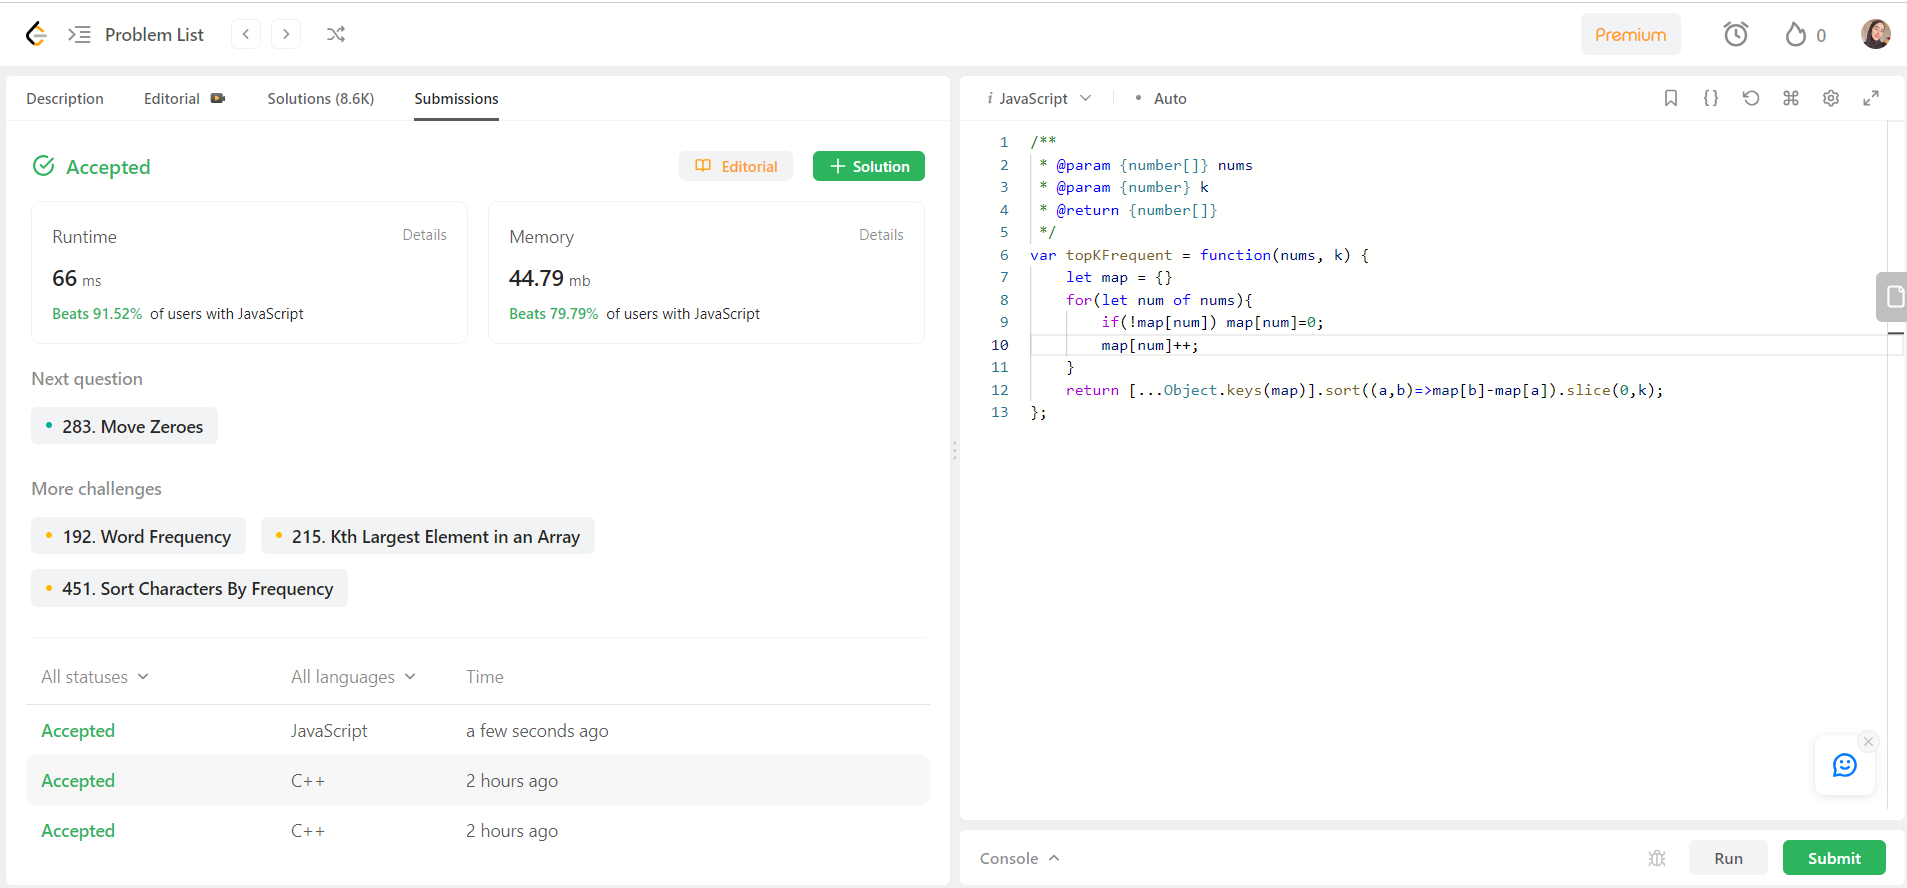 Problem List
Premium
0
Description Editorial Solutions (8.6K) Submissions
Accepted
Editorial
Solution
Runtime
Details
66 ms
Beats 91.52% of users with JavaScript
Memory
Details
44.79 mb
Beats 79.79% of users with JavaScript
Next question
283. Move Zeroes
More challenges
192. Word Frequency
215. Kth Largest Element in an Array
451. Sort Characters By Frequency
All statuses All languages Time
Accepted JavaScript a few seconds ago
Accepted C++ 2 hours ago
Accepted C++ 2 hours ago
i JavaScript • Auto
1 /**
2 * @param {number[]} nums
3 * @param {number} k
4 * @return {number[]}
5 */
6 var topKFrequent = function(nums, k) {
7 let map = {}
8 for(let num of nums){
9 if(!map[num]) map[num]=0;
10 map[num]++;
11 }
12 return [...Object.keys(map)].sort((a,b)=>map[b]-map[a]).slice(0,k);
13 };
Console
Run
Submit